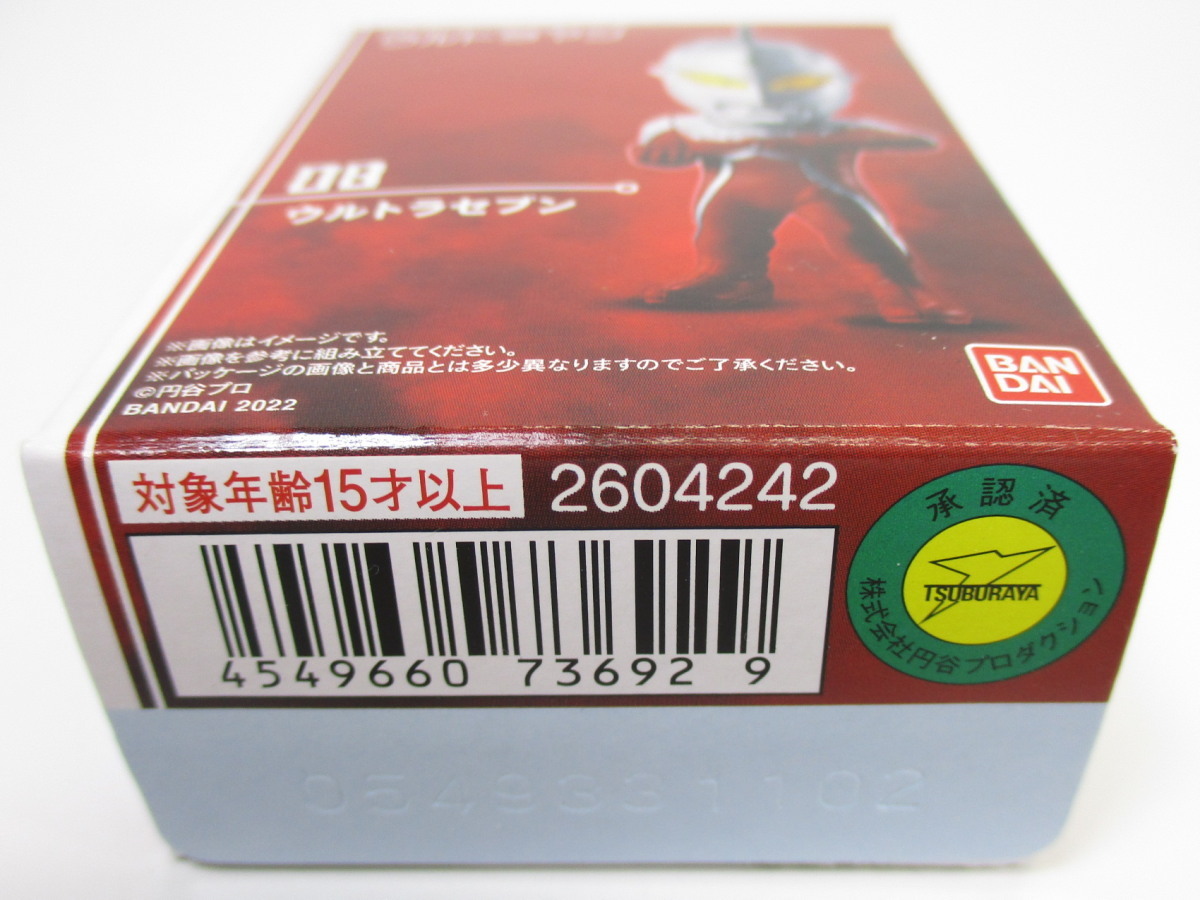 08
ウルトラセブン
※画像はイメージです。
※画像を参考に組み立ててください。
※パッケージの画像と商品とは多少異なりますのでご了承ください。
©円谷プロ
BANDAI 2022
BAN
DAI
対象年齢15才以上
2604242
4549660 73692 9
承認済
TSUBURAYA
株式会社円谷プロダクション
0549331102